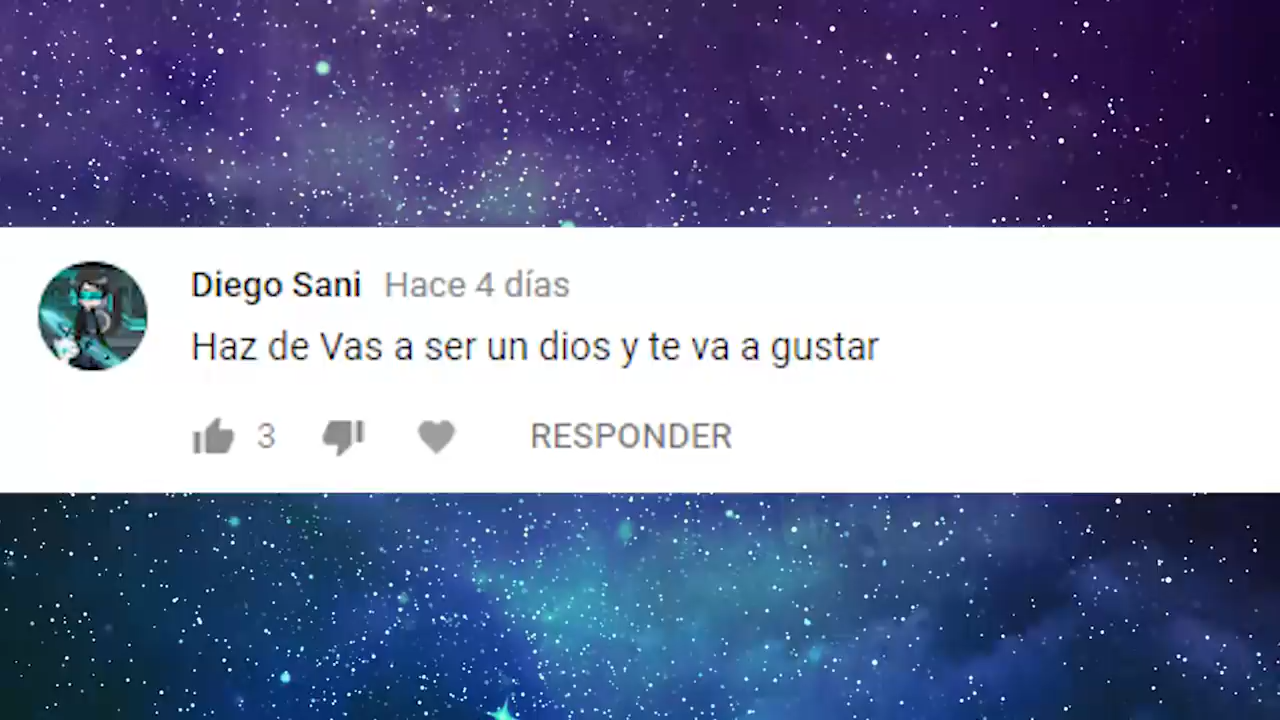 Diego Sani Hace 4 días
Haz de Vas a ser un dios y te va a gustar
3 RESPONDER